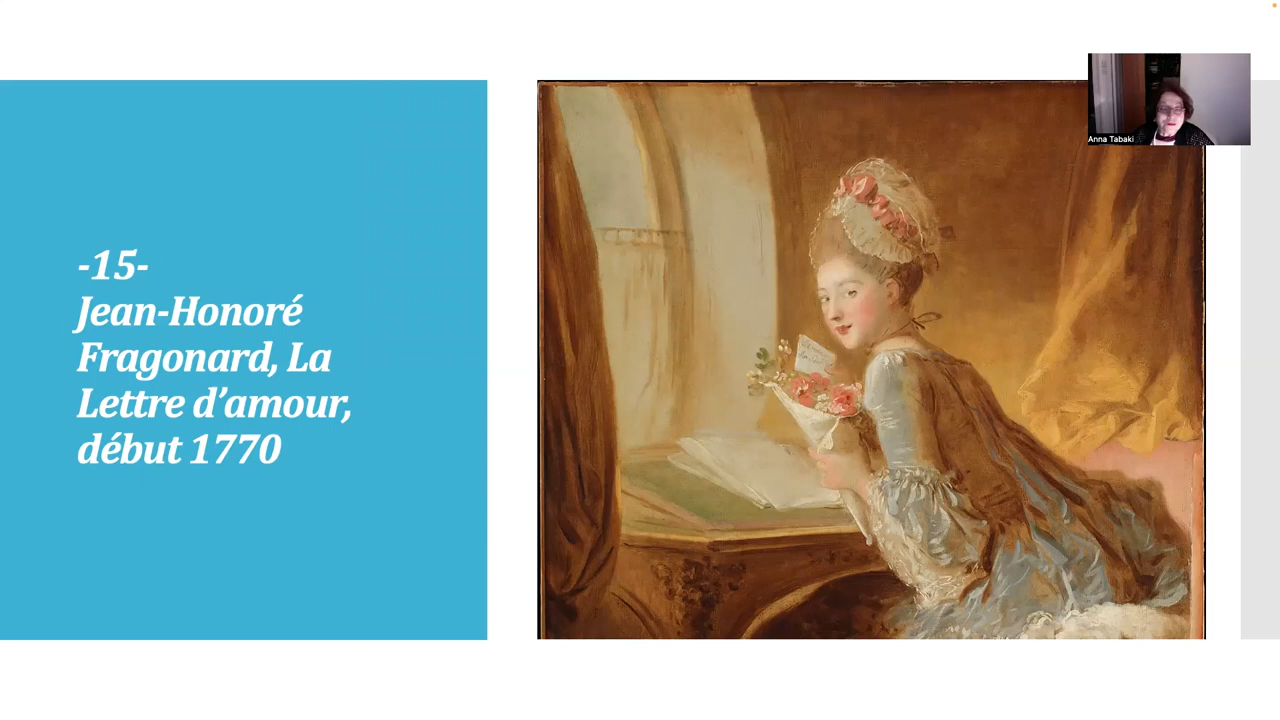 -15-
Jean-Honoré
Fragonard, La
Lettre d’amour,
début 1770
Anna Tabaki